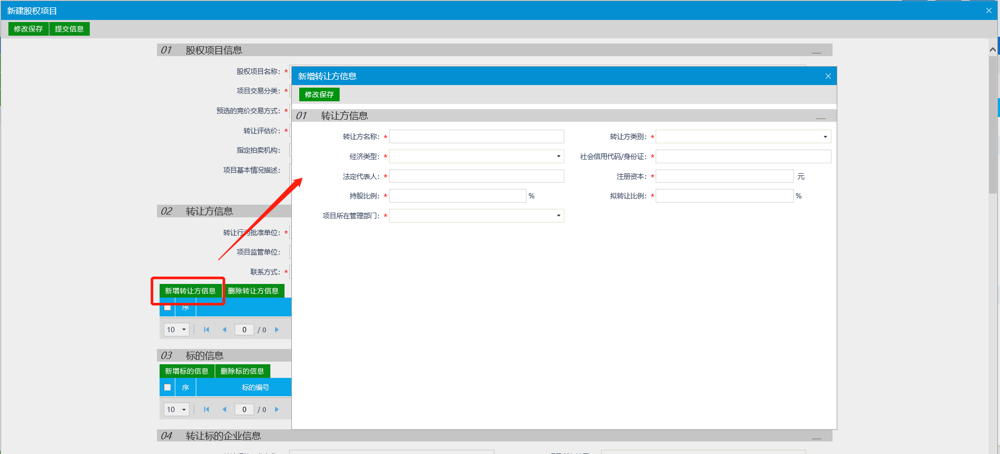 新建股权项目
修改保存 提交信息
01 股权项目信息
股权项目名称: *
项目交易分类: *
预选的竞价交易方式: *
转让评估价: *
指定拍卖机构:
项目基本情况描述:
02 转让方信息
转让行为批准单位: *
项目监管单位:
联系方式: *
新增转让方信息 删除转让方信息
序
10 0 / 0
03 标的信息
新增标的信息 删除标的信息
序 标的编号
10 0 / 0
04 转让标的企业信息
新增转让方信息
修改保存
01 转让方信息
转让方名称: * 转让方类别: *
经济类型: * 社会信用代码/身份证: *
法定代表人: * 注册资本: * 元
持股比例: * % 拟转让比例: * %
项目所在管理部门: *